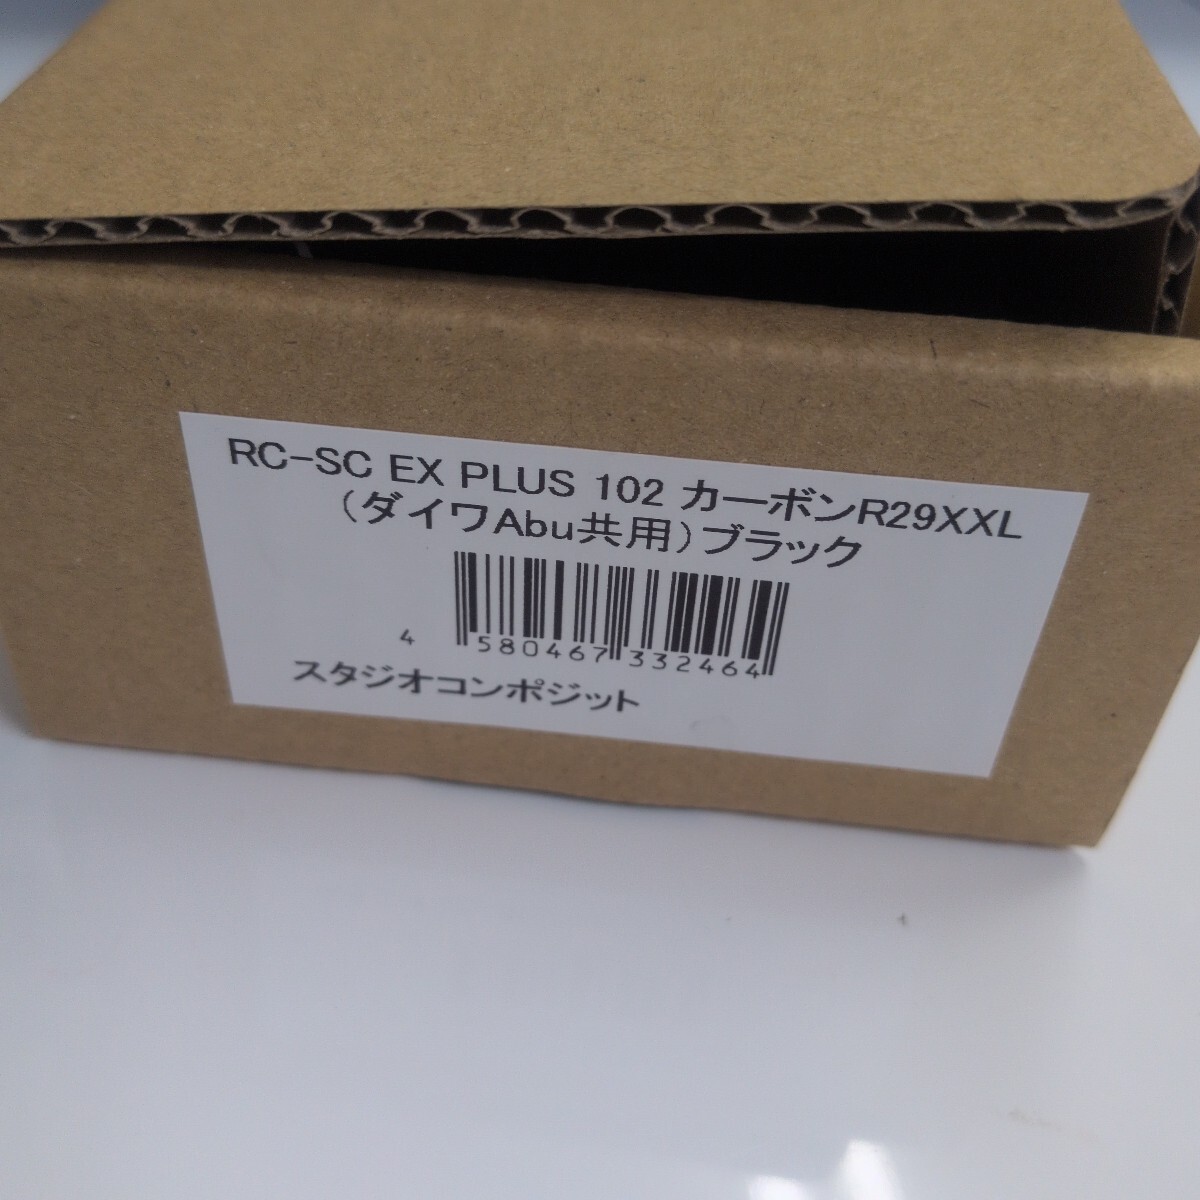 RC-SC EX PLUS 102 カーボンR29XXL
（ダイワAbu共用）ブラック
4 580467 332464
スタジオコンポジット